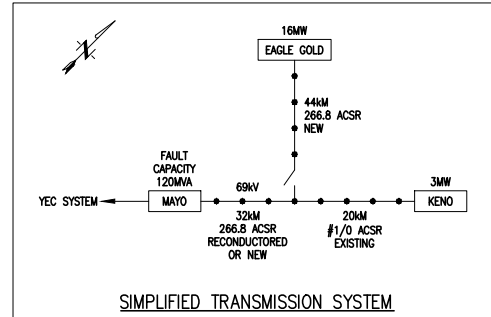 16MW
EAGLE GOLD
N
44kM
266.8 ACSR
NEW
FAULT
CAPACITY
120MVA
69kV
3MW
YEC SYSTEM
MAYO
KENO
32kM
266.8 ACSR
RECONDUCTORED
OR NEW
20kM
#1/0 ACSR
EXISTING
SIMPLIFIED TRANSMISSION SYSTEM